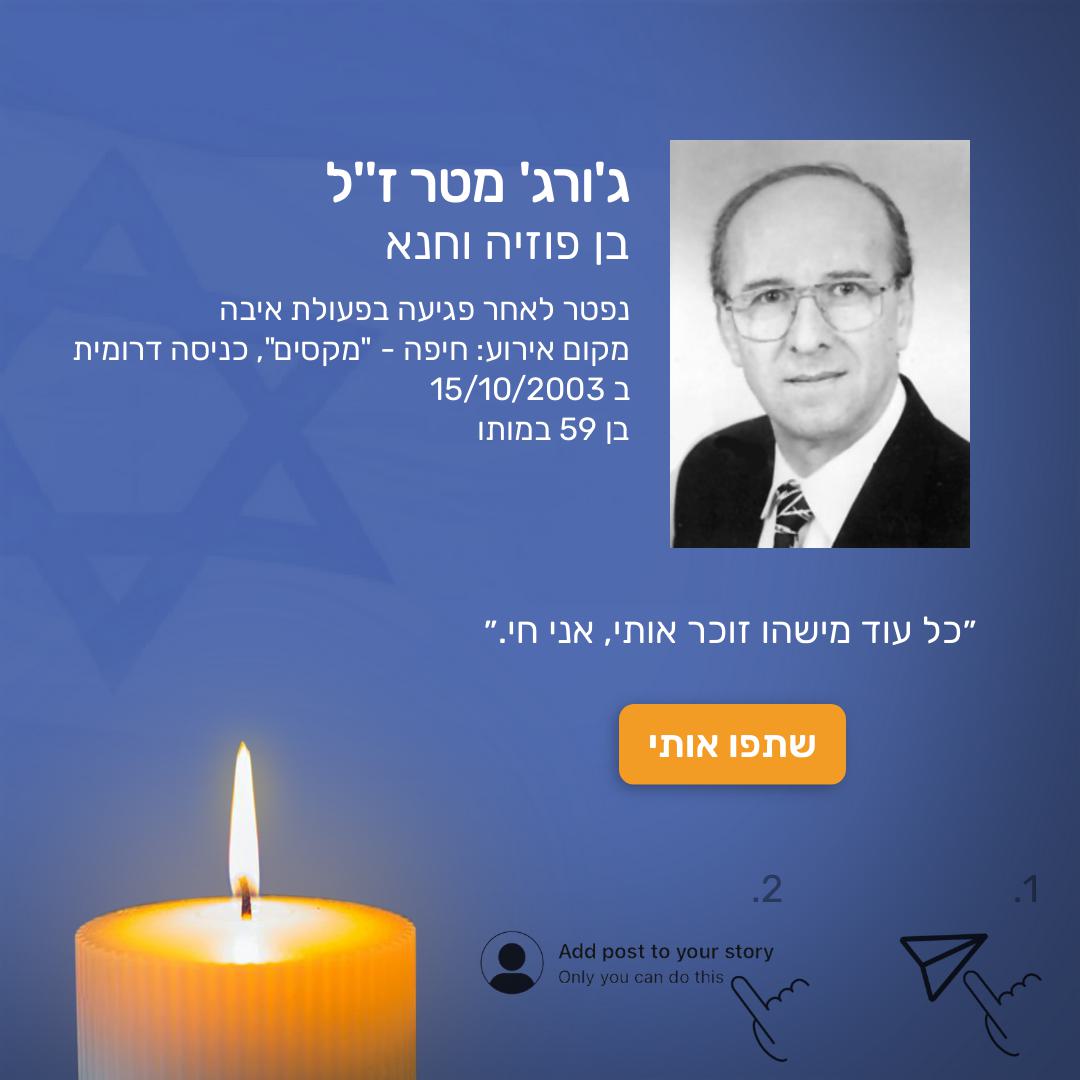 ג'ורג' מטר ז"ל
בן פוזיה וחנא
נפטר לאחר פגיעה בפעולת איבה
מקום אירוע: חיפה - "מקסים", כניסה דרומית
ב 15/10/2003
בן 59 במותו
״כל עוד מישהו זוכר אותי, אני חי.״
שתפו אותי
1.
2.
Add post to your story
Only you can do this